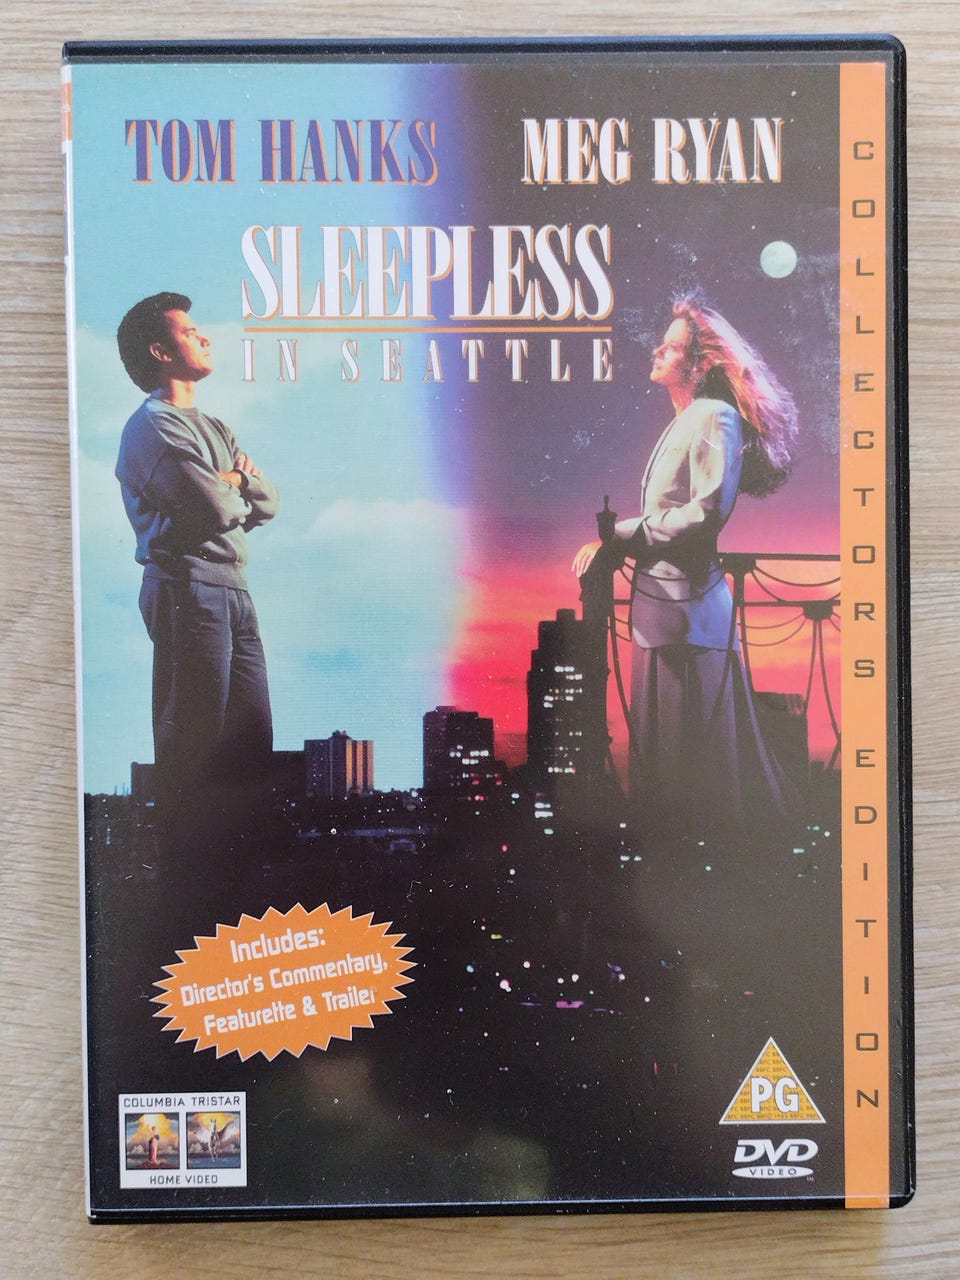 TOM HANKS MEG RYAN
SLEEPLESS
IN SEATTLE
COLLECTORS EDITION
Includes:
Director's Commentary,
Featurette & Trailer
COLUMBIA TRISTAR
HOME VIDEO
PG
DVD
VIDEO